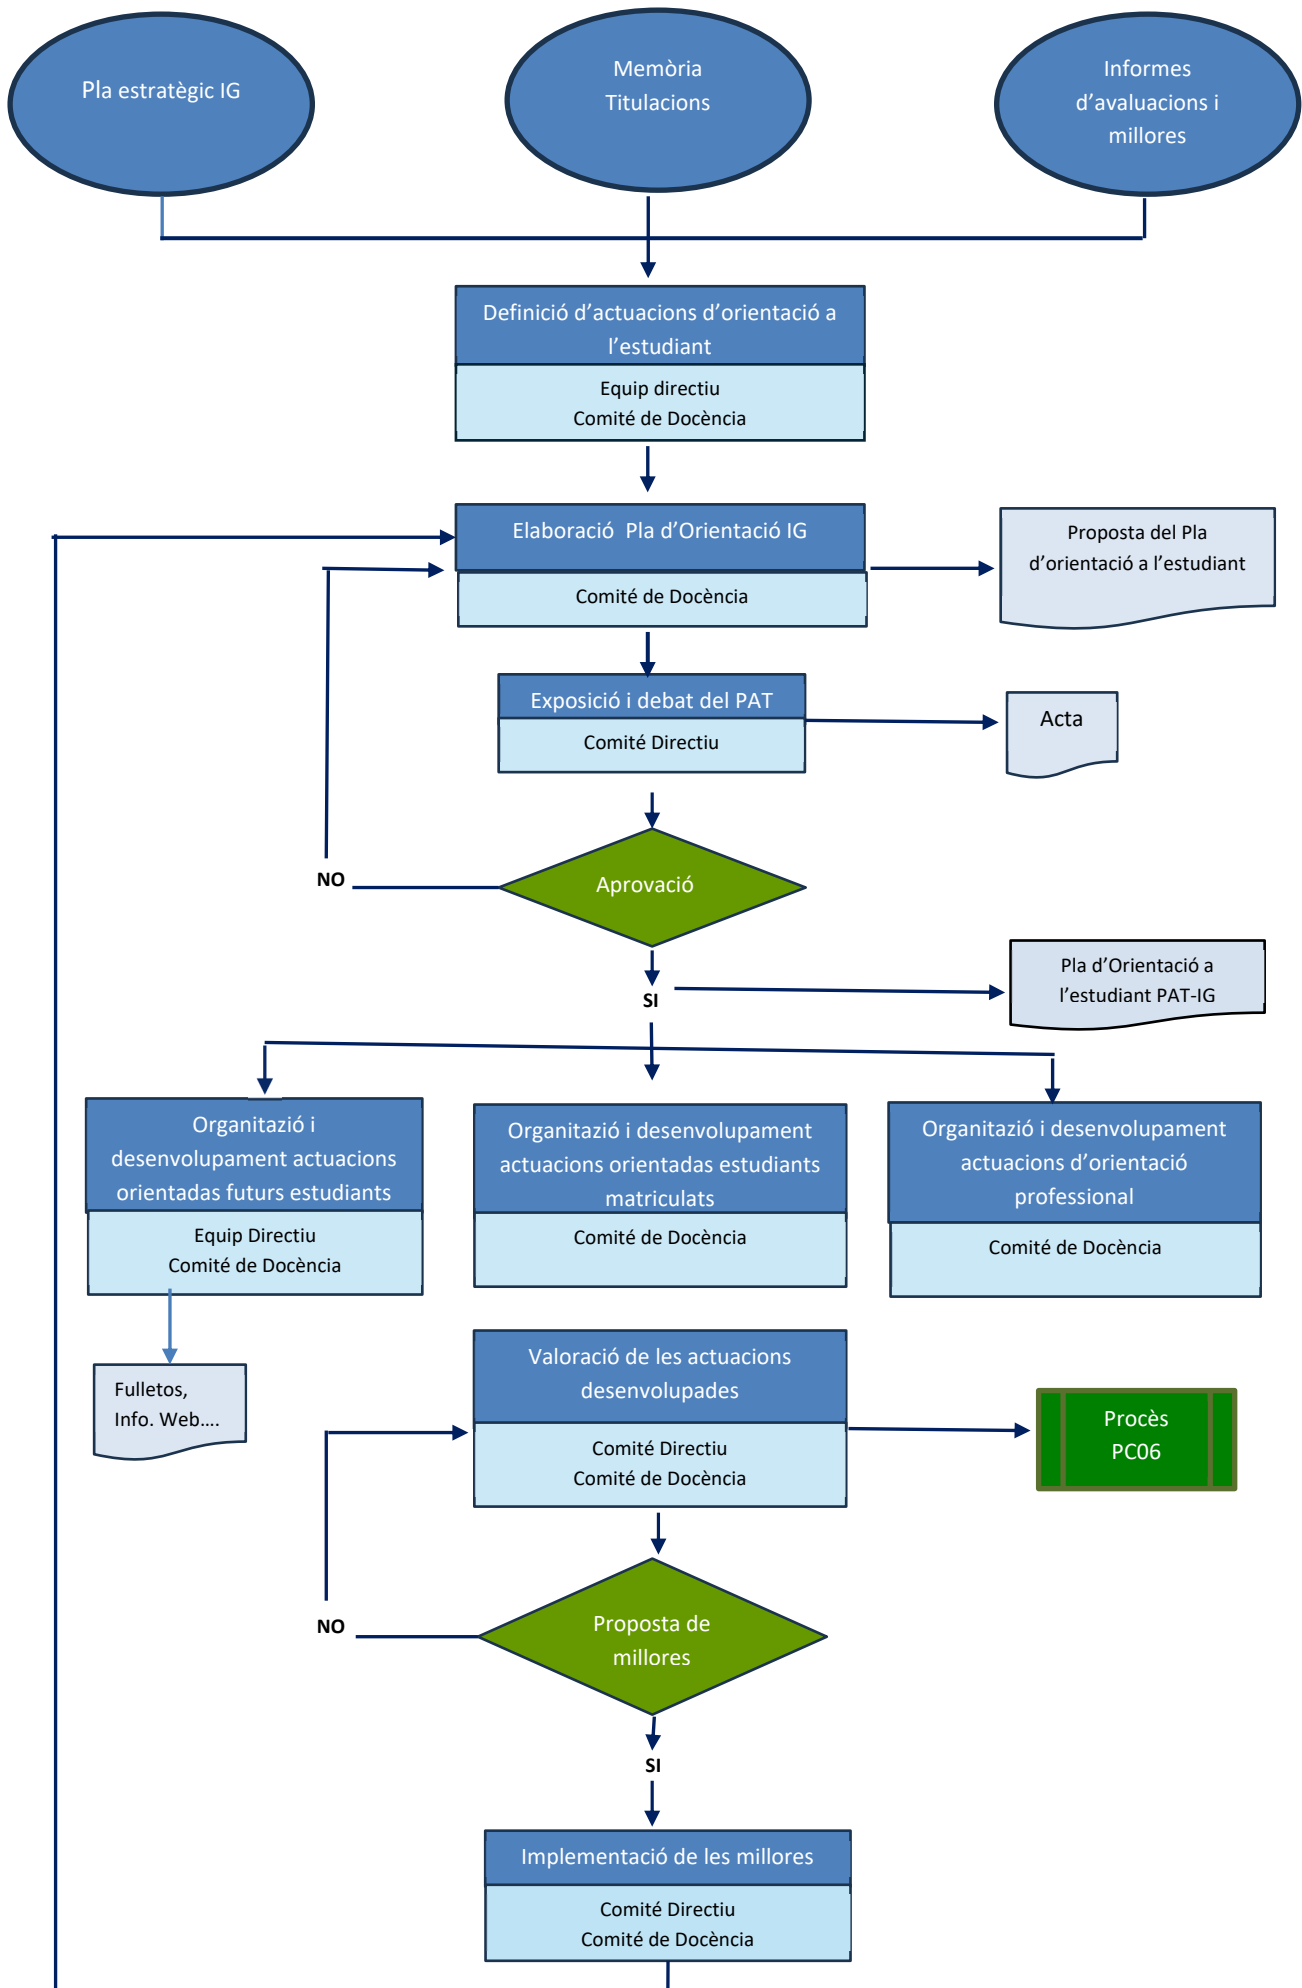 Pla estratègic IG
Memòria
Titulacions
Informes
d’avaluacions i
millores
Definició d’actuacions d’orientació a
l’estudiant
Equip directiu
Comité de Docència
Elaboració  Pla d’Orientació IG
Comité de Docència
Proposta del Pla
d’orientació a l’estudiant
Exposició i debat del PAT
Comité Directiu
Acta
Aprovació
NO
SI
Pla d’Orientació a
l’estudiant PAT-IG
Organitazió i
desenvolupament actuacions
orientadas futurs estudiants
Equip Directiu
Comité de Docència
Organitazió i desenvolupament
actuacions orientadas estudiants
matriculats
Comité de Docència
Organitazió i desenvolupament
actuacions d’orientació
professional
Comité de Docència
Fulletos,
Info. Web….
Valoració de les actuacions
desenvolupades
Comité Directiu
Comité de Docència
Procès
PC06
Proposta de
millores
NO
SI
Implementació de les millores
Comité Directiu
Comité de Docència